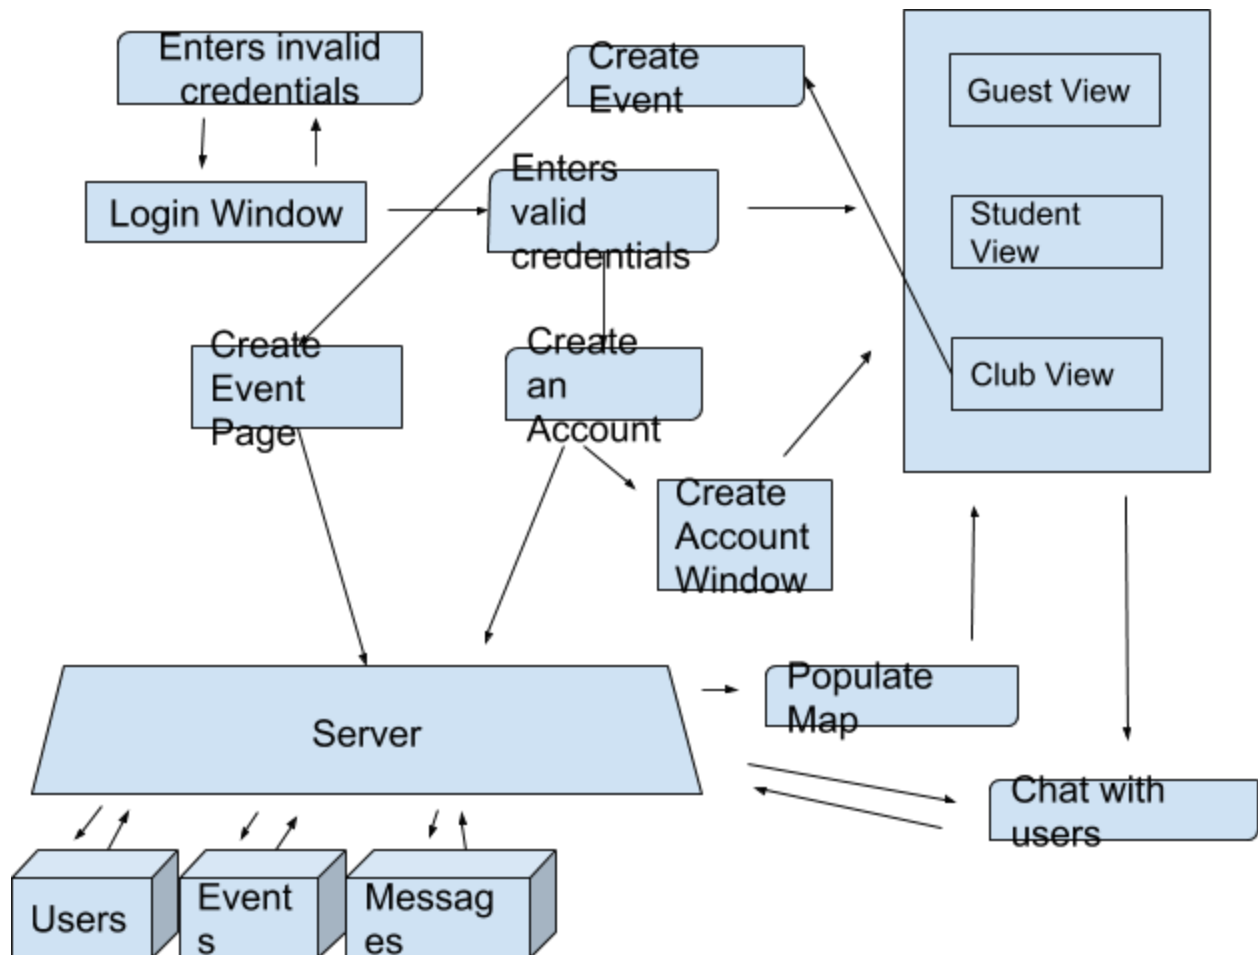 Enters invalid
credentials
Create
Event
Guest View
Login Window
Enters
valid
credentials
Student
View
Create
Event
Page
Create
an
Account
Club View
Create
Account
Window
Server
Populate
Map
Chat with
users
Users
Event
s
Messag
es